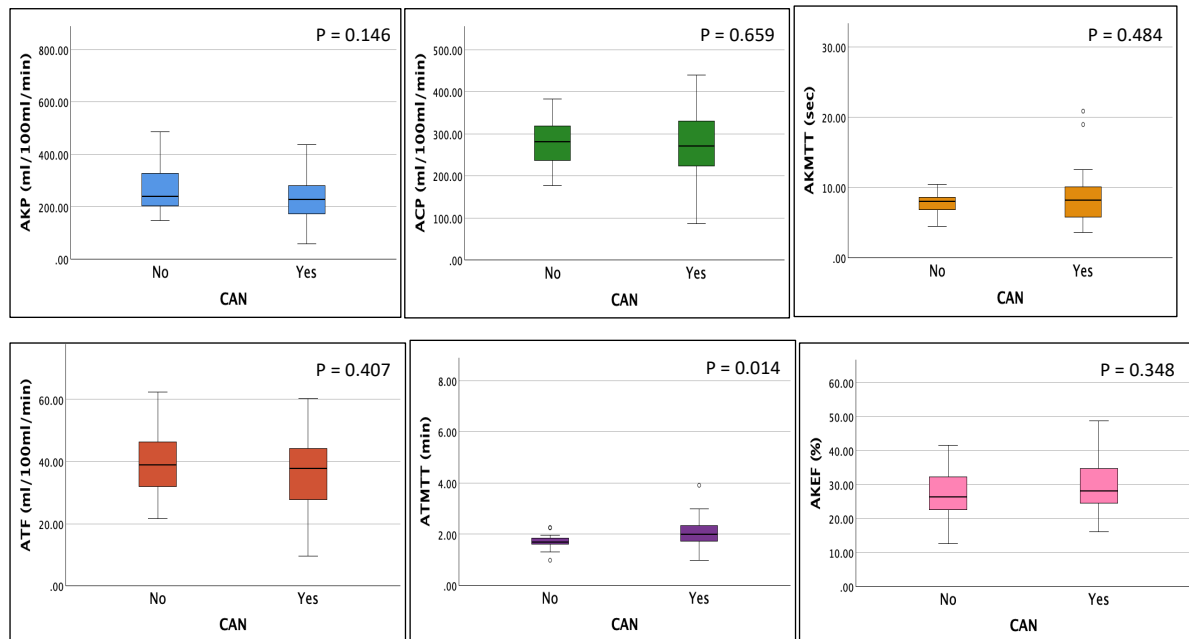 P = 0.146
AKP (ml/100ml/min)
800.00
600.00
400.00
200.00
.00
No Yes
CAN
P = 0.659
ACP (ml/100ml/min)
500.00
400.00
300.00
200.00
100.00
.00
No Yes
CAN
P = 0.484
AKMTT (sec)
30.00
20.00
10.00
.00
No Yes
CAN
P = 0.407
ATF (ml/100ml/min)
60.00
40.00
20.00
.00
No Yes
CAN
P = 0.014
ATMTT (min)
8.00
6.00
4.00
2.00
.00
No Yes
CAN
P = 0.348
AKEF (%)
60.00
50.00
40.00
30.00
20.00
10.00
.00
No Yes
CAN